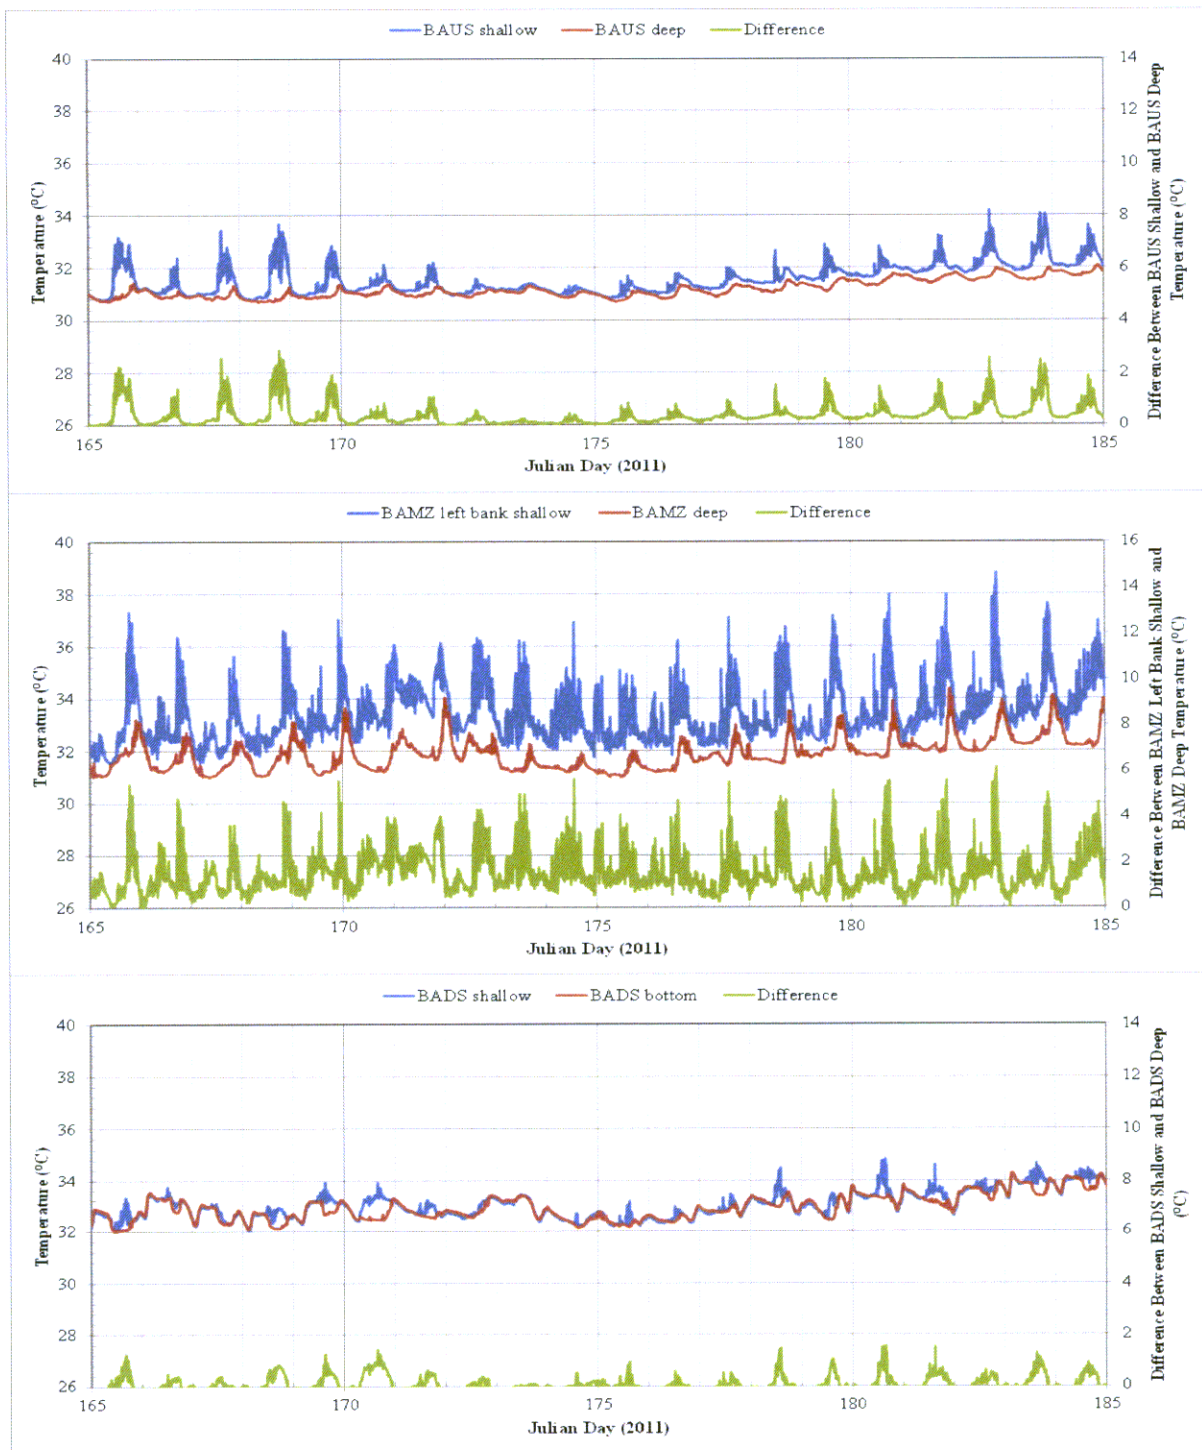 BAUS shallow BAUS deep Difference
40
38
36
34
32
30
28
26
14
12
10
8
6
4
2
0
Temperature (°C)
Difference Between BAUS Shallow and BAUS Deep
Temperature (°C)
165 170 175 180 185
Julian Day (2011)
BAMZ left bank shallow BAMZ deep Difference
40
38
36
34
32
30
28
26
16
14
12
10
8
6
4
2
0
Temperature (°C)
Difference Between BAMZ Left Bank Shallow and
BAMZ Deep Temperature (°C)
165 170 175 180 185
Julian Day (2011)
BADS shallow BADS bottom Difference
40
38
36
34
32
30
28
26
14
12
10
8
6
4
2
0
Temperature (°C)
Difference Between BADS Shallow and BADS Deep
(°C)
165 170 175 180 185
Julian Day (2011)